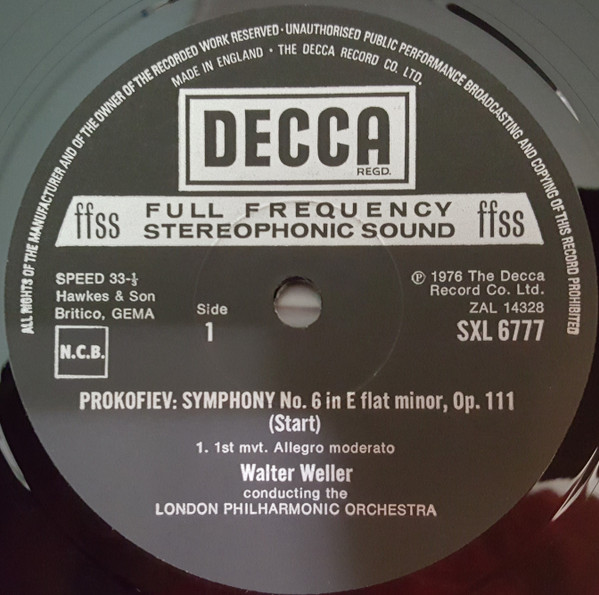 ALL RIGHTS OF THE MANUFACTURER AND OF THE OWNER OF THE RECORDED WORK RESERVED · UNAUTHORISED PUBLIC PERFORMANCE BROADCASTING AND COPYING OF THIS RECORD PROHIBITED
MADE IN ENGLAND · THE DECCA RECORD CO. LTD.
DECCA
REGD.
ffss FULL FREQUENCY STEREOPHONIC SOUND ffss
SPEED 33-⅓
Hawkes & Son
Britico, GEMA
N.C.B.
Side
1
℗ 1976 The Decca
Record Co. Ltd.
ZAL 14328
SXL 6777
PROKOFIEV: SYMPHONY No. 6 in E flat minor, Op. 111
(Start)
1. 1st mvt. Allegro moderato
Walter Weller
conducting the
LONDON PHILHARMONIC ORCHESTRA